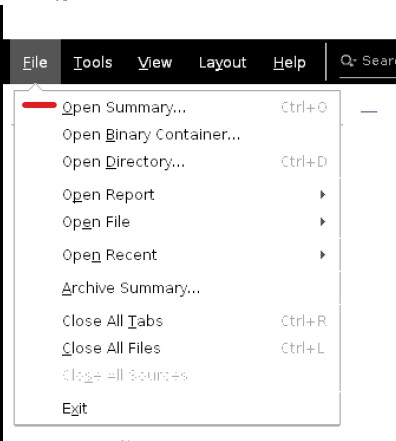 File Tools View Layout Help Sear
Open Summary... Ctrl+O
Open Binary Container...
Open Directory... Ctrl+D
Open Report
Open File
Open Recent
Archive Summary...
Close All Tabs Ctrl+R
Close All Files Ctrl+L
Close All Sources
Exit